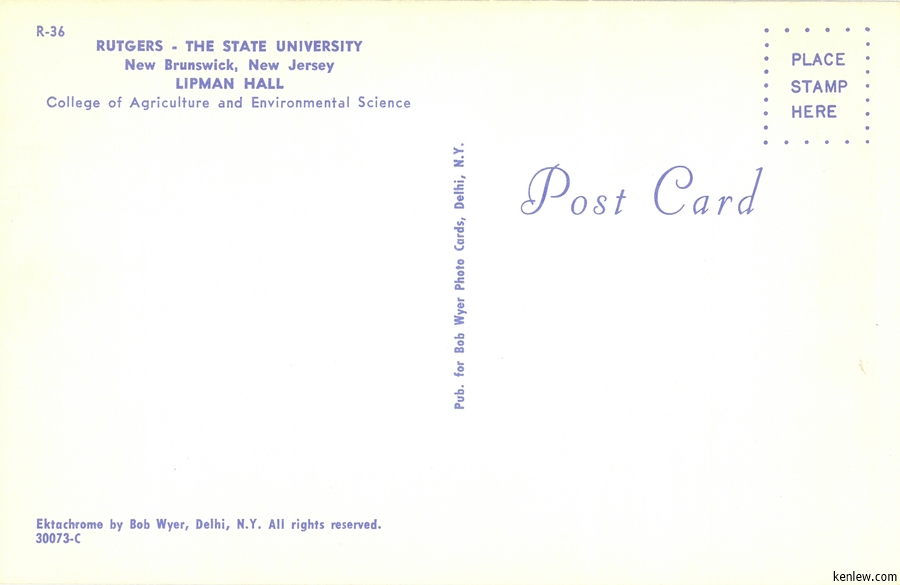 R-36
RUTGERS - THE STATE UNIVERSITY
New Brunswick, New Jersey
LIPMAN HALL
College of Agriculture and Environmental Science
PLACE
STAMP
HERE
Post Card
Pub. for Bob Wyer Photo Cards, Delhi, N.Y.
Ektachrome by Bob Wyer, Delhi, N.Y. All rights reserved.
30073-C
kenlew.com